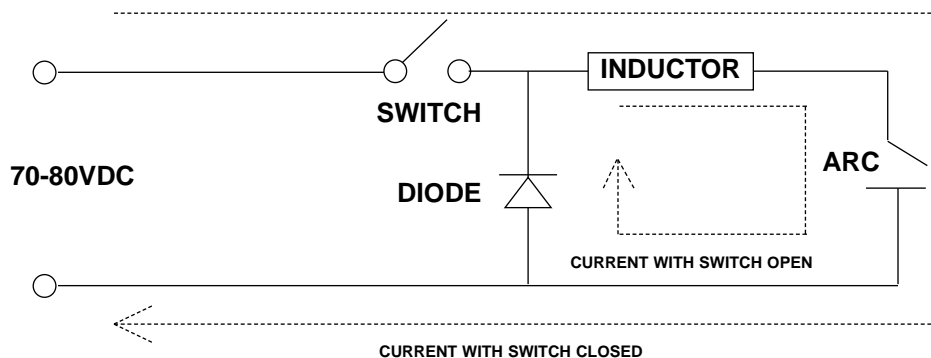 INDUCTOR
SWITCH
ARC
70-80VDC
DIODE
CURRENT WITH SWITCH OPEN
CURRENT WITH SWITCH CLOSED